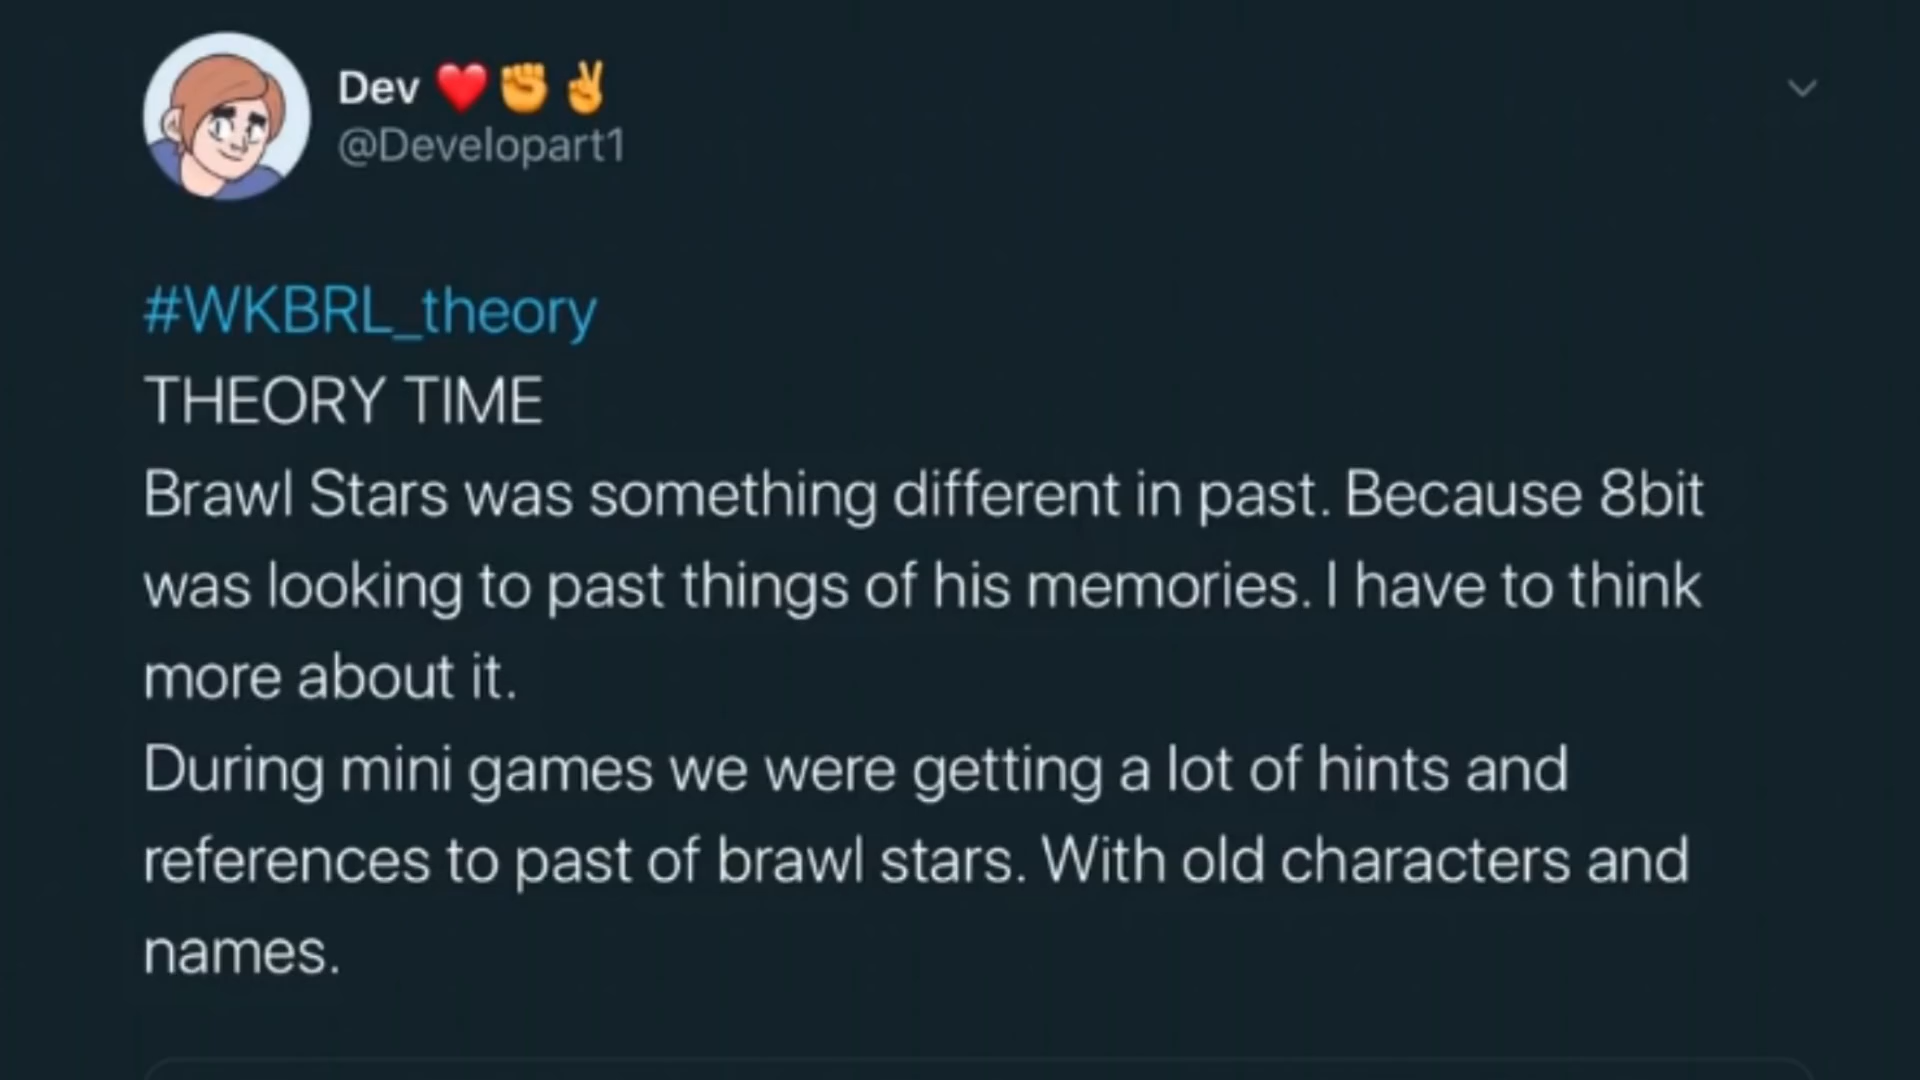 Dev ❤️✊✌️
@Developart1
#WKBRL_theory
THEORY TIME
Brawl Stars was something different in past. Because 8bit
was looking to past things of his memories. I have to think
more about it.
During mini games we were getting a lot of hints and
references to past of brawl stars. With old characters and
names.